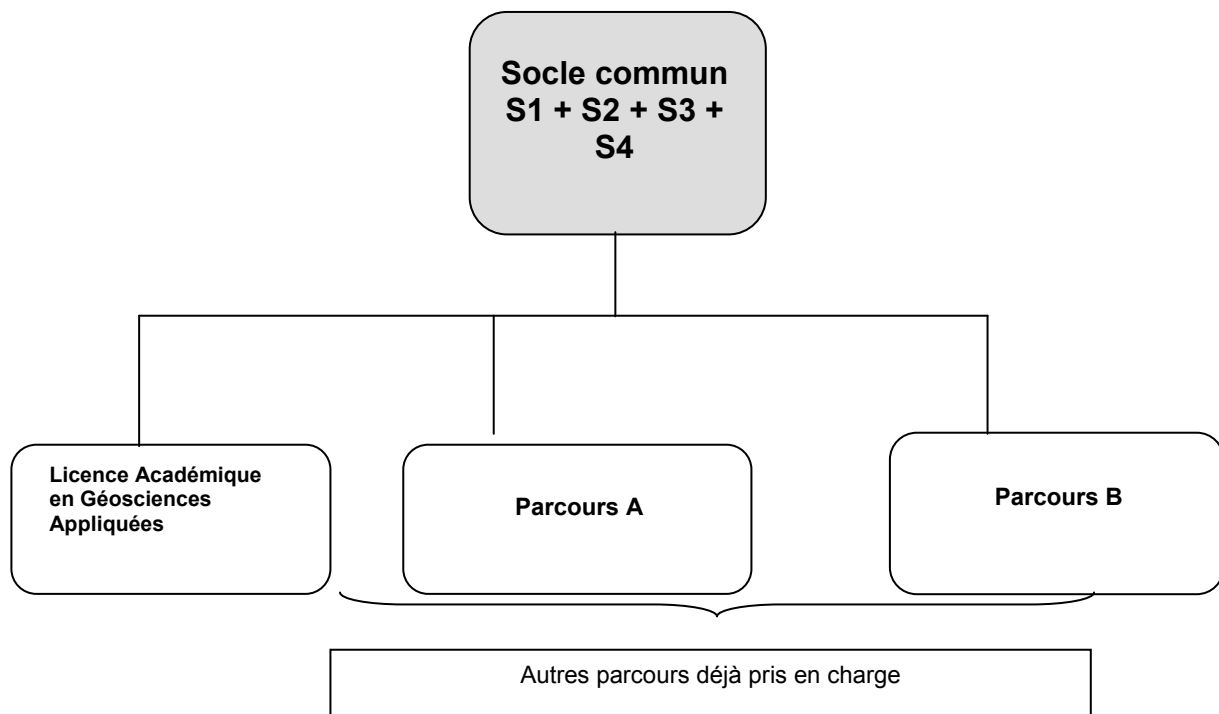 Socle commun
S1 + S2 + S3 +
S4
Licence Académique
en Géosciences
Appliquées
Parcours A
Parcours B
Autres parcours déjà pris en charge